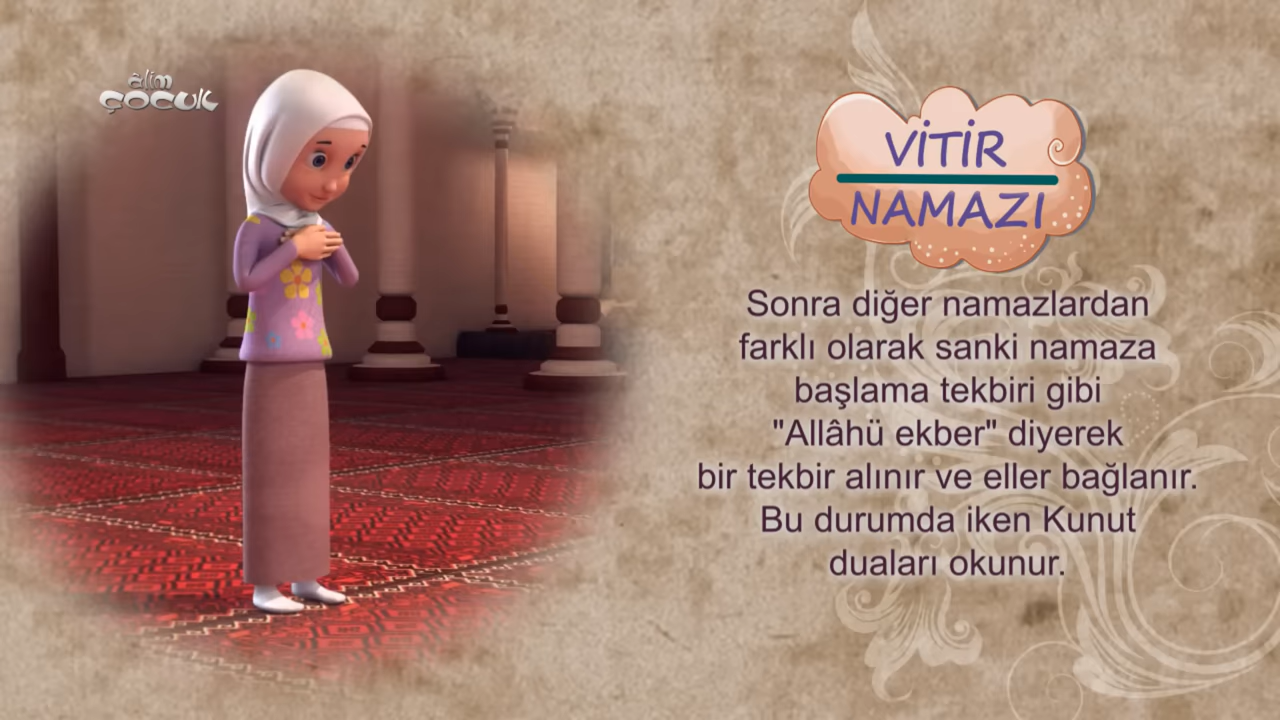 âlim
ÇOCUK
VİTİR
NAMAZI
Sonra diğer namazlardan
farklı olarak sanki namaza
başlama tekbiri gibi
"Allâhü ekber" diyerek
bir tekbir alınır ve eller bağlanır.
Bu durumda iken Kunut
duaları okunur.